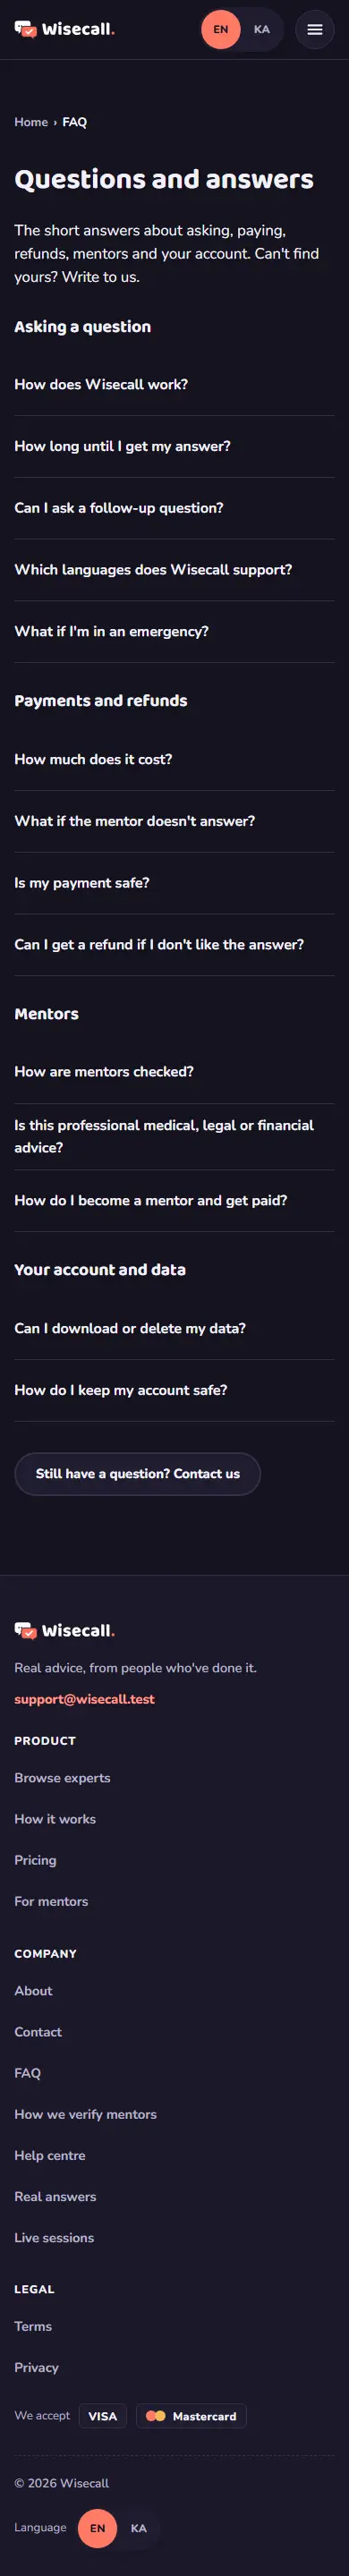 Wisecall.
EN KA
Home › FAQ
Questions and answers
The short answers about asking, paying,
refunds, mentors and your account. Can't find
yours? Write to us.
Asking a question
How does Wisecall work?
How long until I get my answer?
Can I ask a follow-up question?
Which languages does Wisecall support?
What if I'm in an emergency?
Payments and refunds
How much does it cost?
What if the mentor doesn't answer?
Is my payment safe?
Can I get a refund if I don't like the answer?
Mentors
How are mentors checked?
Is this professional medical, legal or financial
advice?
How do I become a mentor and get paid?
Your account and data
Can I download or delete my data?
How do I keep my account safe?
Still have a question? Contact us
Wisecall.
Real advice, from people who've done it.
support@wisecall.test
PRODUCT
Browse experts
How it works
Pricing
For mentors
COMPANY
About
Contact
FAQ
How we verify mentors
Help centre
Real answers
Live sessions
LEGAL
Terms
Privacy
We accept VISA Mastercard
© 2026 Wisecall
Language EN KA